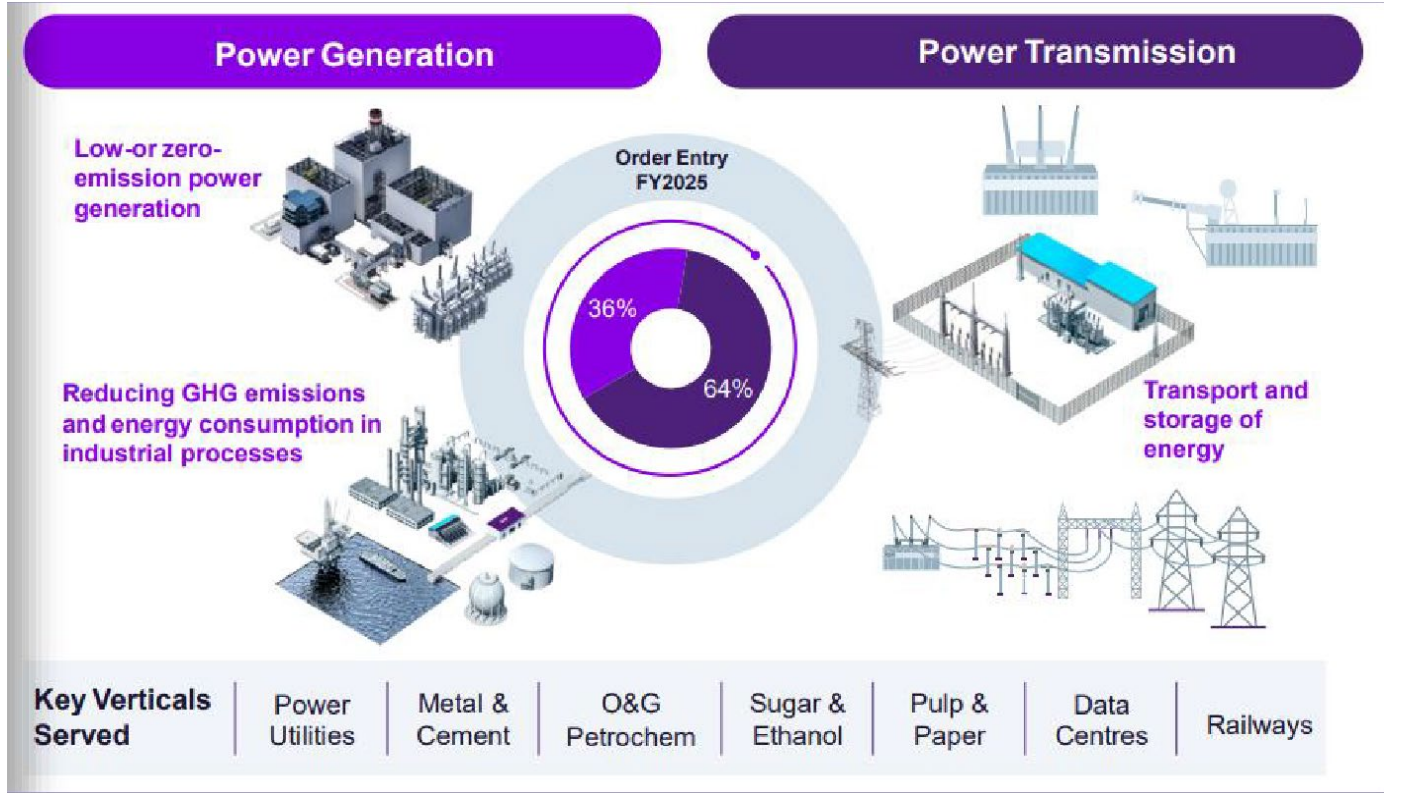 Power Generation
Power Transmission
Low-or zero-
emission power
generation
Order Entry
FY2025
36%
64%
Reducing GHG emissions
and energy consumption in
industrial processes
Transport and
storage of
energy
Key Verticals
Served
Power
Utilities
Metal &
Cement
O&G
Petrochem
Sugar &
Ethanol
Pulp &
Paper
Data
Centres
Railways